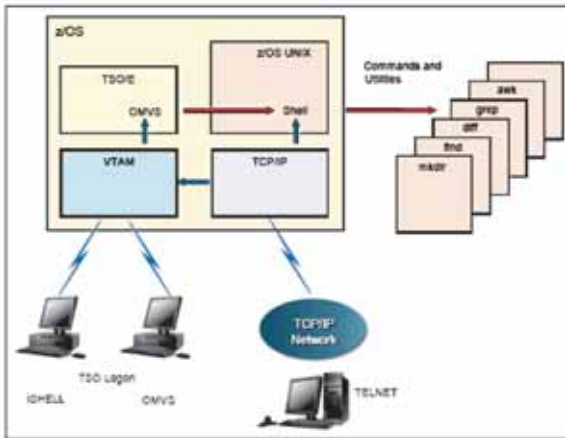 z/OS
z/OS UNIX
TSO/E
OMVS
Shell
VTAM
TCP/IP
Commands and
Utilities
awk
grep
diff
find
mkdir
TCP/IP
Network
TSO Logon
ISHELL
OMVS
TELNET